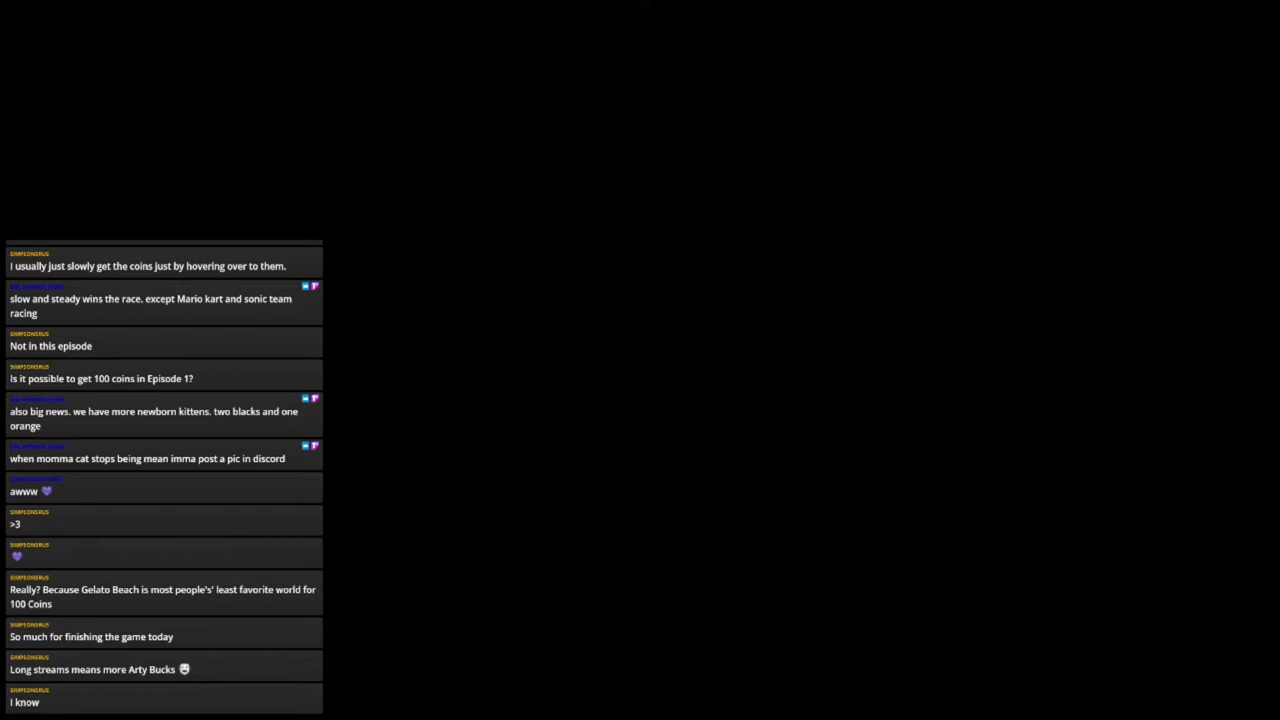 SIMPSONSRUS
I usually just slowly get the coins just by hovering over to them.
slow and steady wins the race. except Mario kart and sonic team
racing
SIMPSONSRUS
Not in this episode
SIMPSONSRUS
Is it possible to get 100 coins in Episode 1?
also big news. we have more newborn kittens. two blacks and one
orange
when momma cat stops being mean imma post a pic in discord
awww 💜
SIMPSONSRUS
>3
SIMPSONSRUS
💜
SIMPSONSRUS
Really? Because Gelato Beach is most people's' least favorite world for
100 Coins
SIMPSONSRUS
So much for finishing the game today
SIMPSONSRUS
Long streams means more Arty Bucks
SIMPSONSRUS
I know